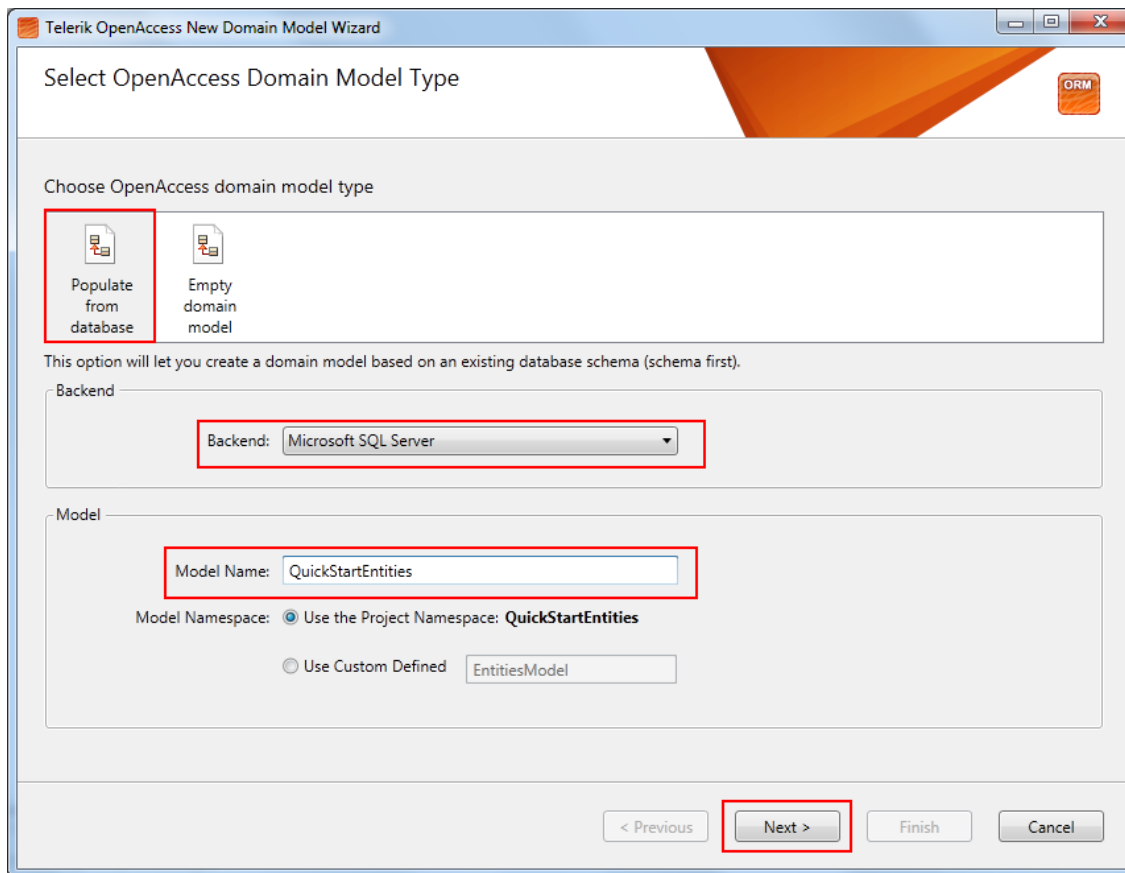 Telerik OpenAccess New Domain Model Wizard
Select OpenAccess Domain Model Type
ORM
Choose OpenAccess domain model type
Populate
from
database
Empty
domain
model
This option will let you create a domain model based on an existing database schema (schema first).
Backend
Backend: Microsoft SQL Server
Model
Model Name: QuickStartEntities
Model Namespace: Use the Project Namespace: QuickStartEntities
Use Custom Defined EntitiesModel
< Previous Next > Finish Cancel